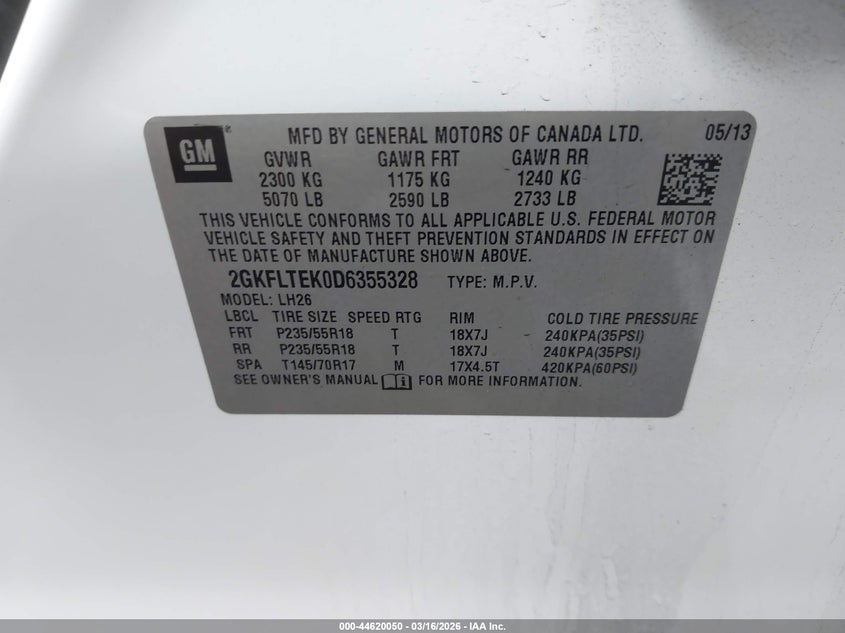 GM
MFD BY GENERAL MOTORS OF CANADA LTD. 05/13
GVWR GAWR FRT GAWR RR
2300 KG 1175 KG 1240 KG
5070 LB 2590 LB 2733 LB
THIS VEHICLE CONFORMS TO ALL APPLICABLE U.S. FEDERAL MOTOR
VEHICLE SAFETY AND THEFT PREVENTION STANDARDS IN EFFECT ON
THE DATE OF MANUFACTURE SHOWN ABOVE.
2GKFLTEK0D6355328 TYPE: M.P.V.
MODEL: LH26
LBCL TIRE SIZE SPEED RTG RIM COLD TIRE PRESSURE
FRT P235/55R18 T 18X7J 240KPA(35PSI)
RR P235/55R18 T 18X7J 240KPA(35PSI)
SPA T145/70R17 M 17X4.5T 420KPA(60PSI)
SEE OWNER'S MANUAL FOR MORE INFORMATION.
000-44620050 - 03/16/2026 - IAA Inc.